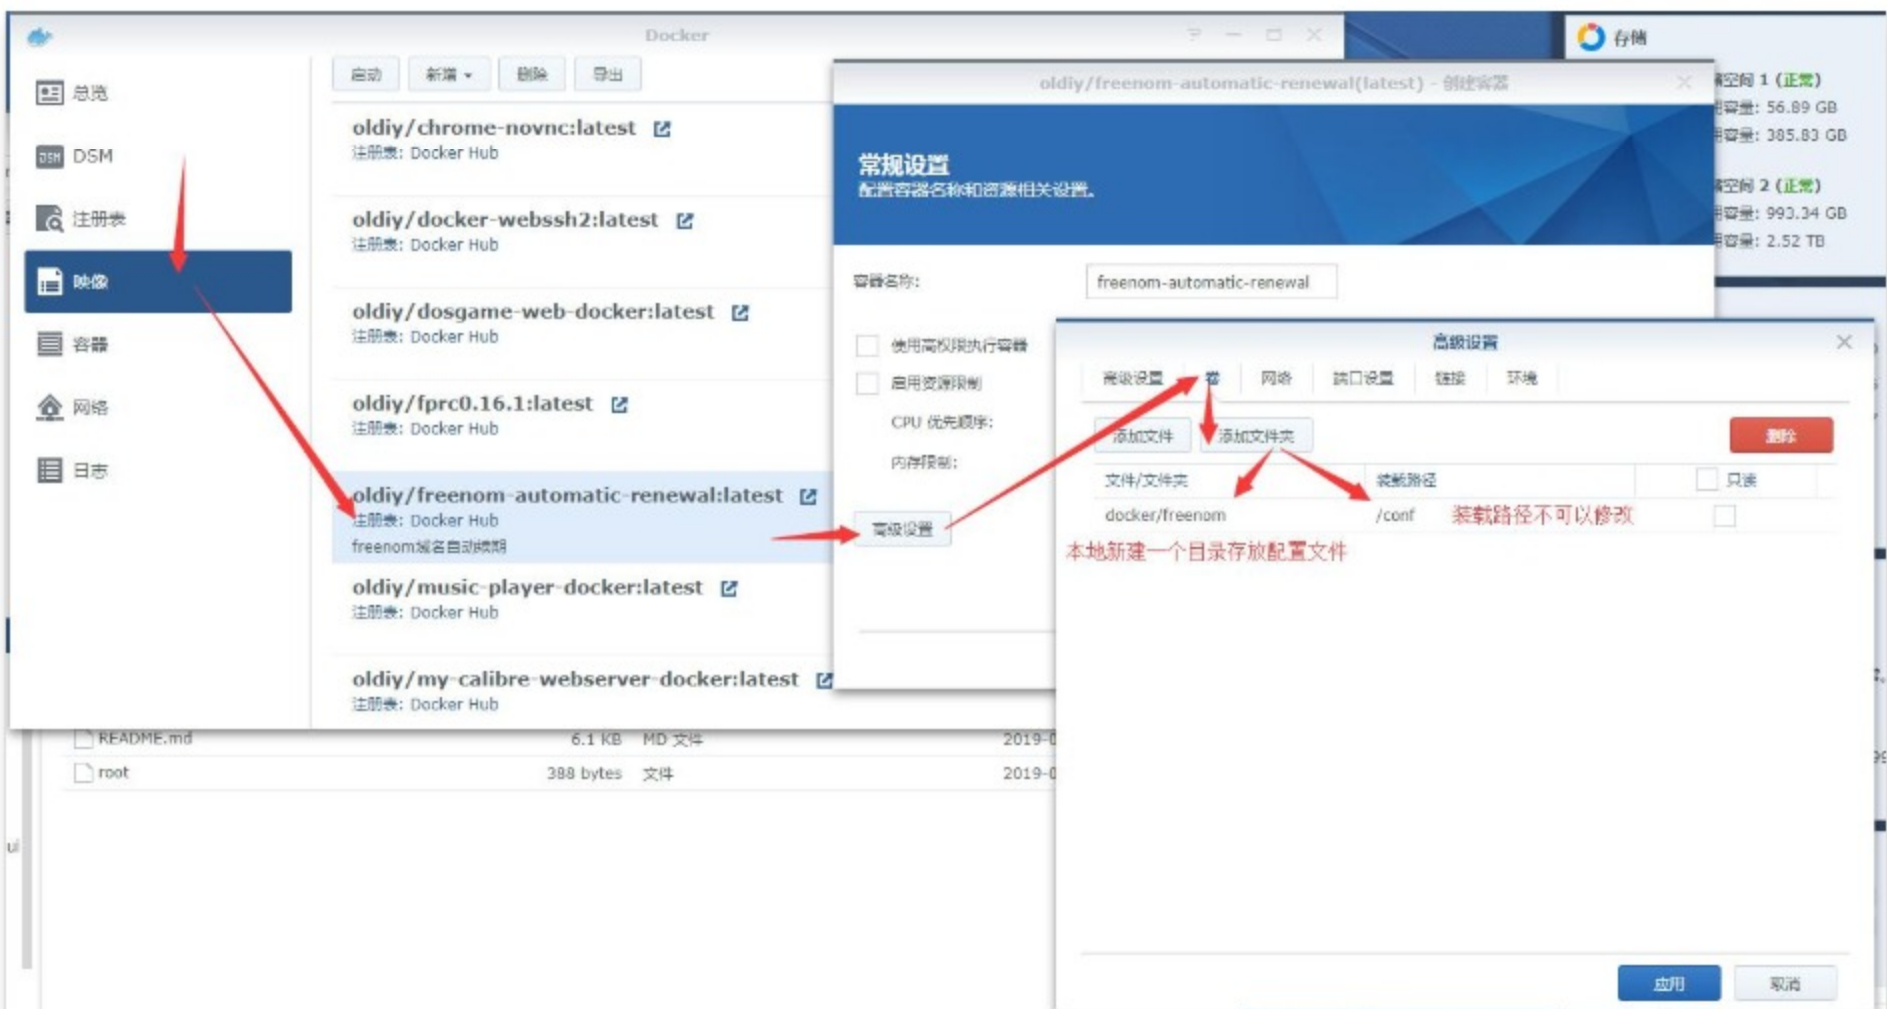 Docker
总览
DSM
注册表
映像
容器
网络
日志
启动
新增
删除
导出
oldiy/chrome-novnc:latest
注册表: Docker Hub
oldiy/docker-webssh2:latest
注册表: Docker Hub
oldiy/dosgame-web-docker:latest
注册表: Docker Hub
oldiy/fprc0.16.1:latest
注册表: Docker Hub
oldiy/freenom-automatic-renewal:latest
注册表: Docker Hub
freenom域名自动续期
oldiy/music-player-docker:latest
注册表: Docker Hub
oldiy/my-calibre-webserver-docker:latest
注册表: Docker Hub
README.md 6.1 KB MD 文件 2019-0
root 388 bytes 文件 2019-0
ul
oldiy/freenom-automatic-renewal(latest) - 创建容器
常规设置
配置容器名称和资源相关设置。
容器名称: freenom-automatic-renewal
使用高权限执行容器
启用资源限制
CPU 优先顺序:
内存限制:
高级设置
高级设置
高级设置 卷 网络 端口设置 链接 环境
添加文件 添加文件夹 删除
文件/文件夹 装载路径 只读
docker/freenom /conf 装载路径不可以修改
本地新建一个目录存放配置文件
应用 取消
存储
空间 1 (正常)
容量: 56.89 GB
容量: 385.83 GB
空间 2 (正常)
容量: 993.34 GB
容量: 2.52 TB